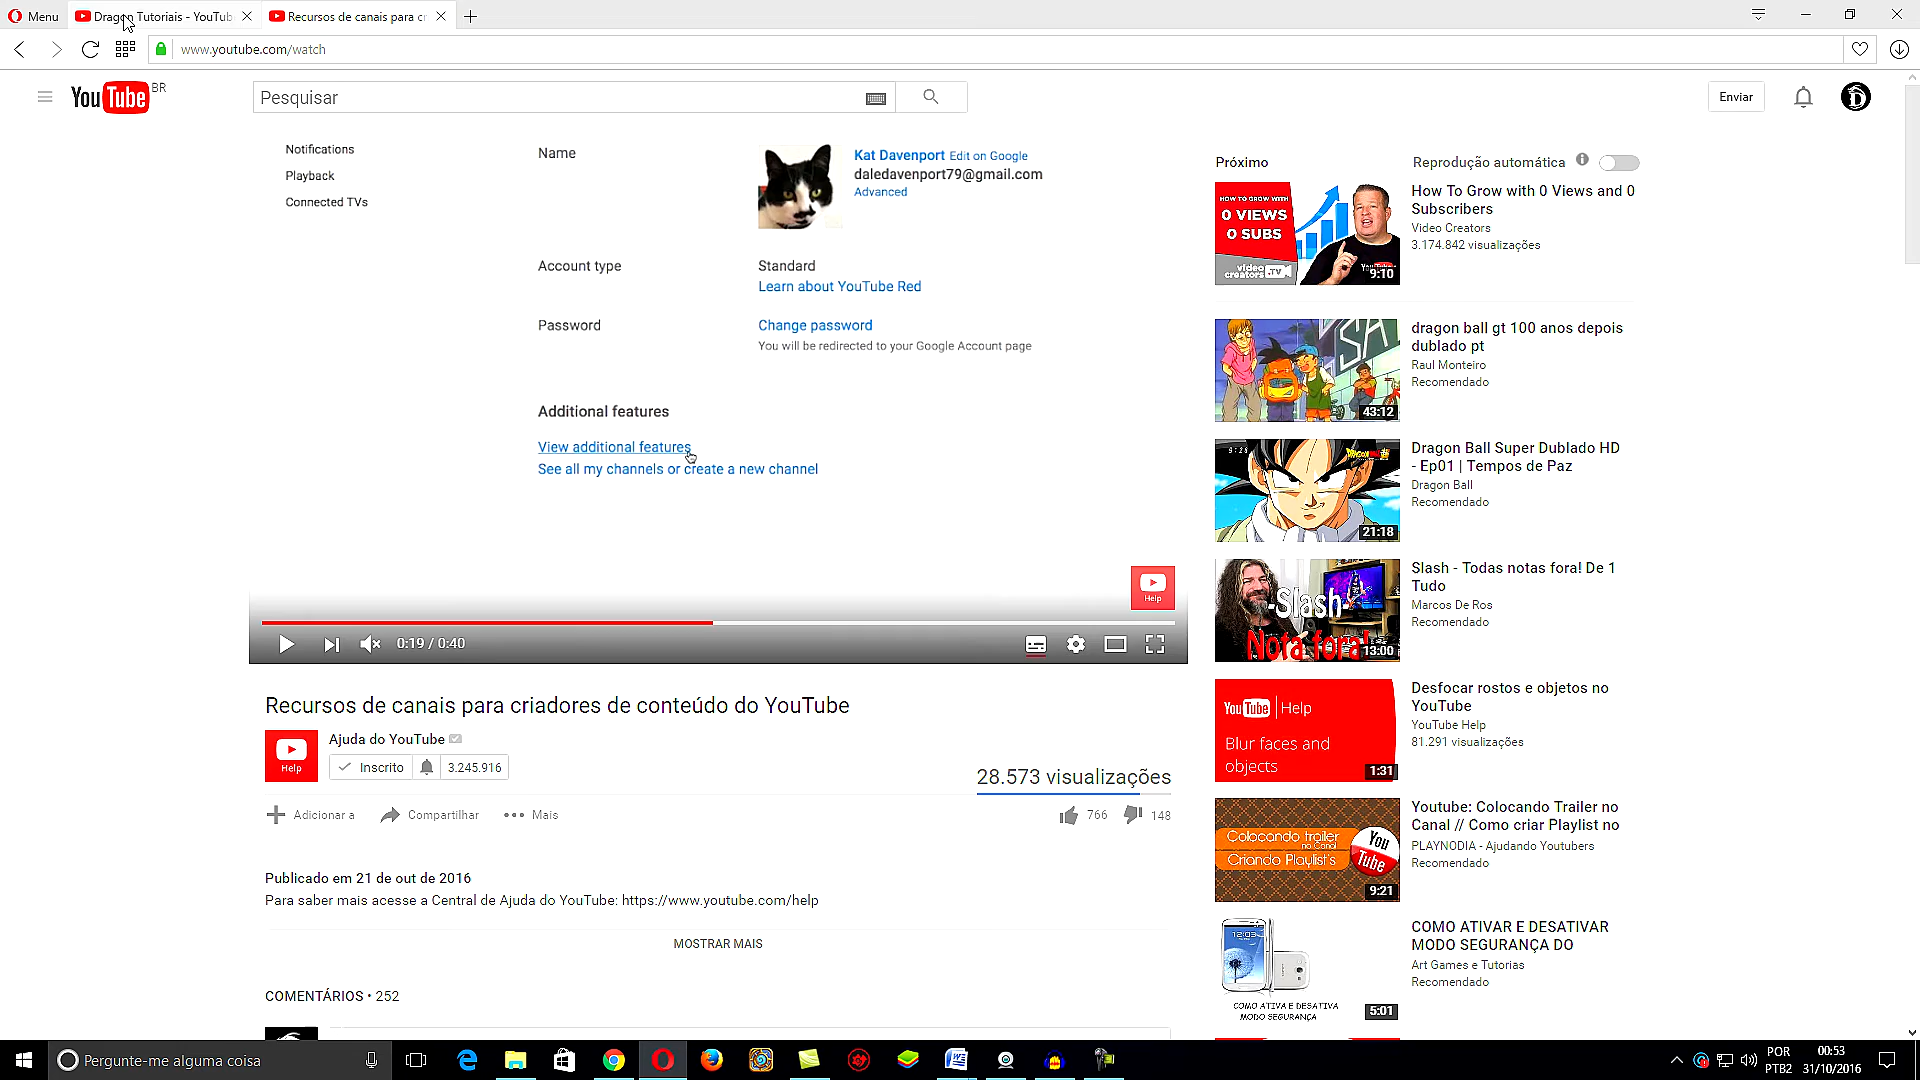 Menu
Dragon Tutoriais - YouTub
Recursos de canais para cr
www.youtube.com/watch
YouTube BR
Pesquisar
Enviar
Notifications
Playback
Connected TVs
Name
Kat Davenport Edit on Google
daledavenport79@gmail.com
Advanced
Account type
Standard
Learn about YouTube Red
Password
Change password
You will be redirected to your Google Account page
Additional features
View additional features
See all my channels or create a new channel
Help
0:19 / 0:40
Recursos de canais para criadores de conteúdo do YouTube
Help
Ajuda do YouTube
Inscrito
3.245.916
28.573 visualizações
Adicionar a
Compartilhar
Mais
766
148
Publicado em 21 de out de 2016
Para saber mais acesse a Central de Ajuda do YouTube: https://www.youtube.com/help
MOSTRAR MAIS
COMENTÁRIOS • 252
Próximo
Reprodução automática
HOW TO GROW WITH
0 VIEWS
0 SUBS
video
creators
TV
9:10
How To Grow with 0 Views and 0
Subscribers
Video Creators
3.174.842 visualizações
SA
43:12
dragon ball gt 100 anos depois
dublado pt
Raul Monteiro
Recomendado
21:18
Dragon Ball Super Dublado HD
- Ep01 | Tempos de Paz
Dragon Ball
Recomendado
-Slash-
Nota fora!
13:00
Slash - Todas notas fora! De 1
Tudo
Marcos De Ros
Recomendado
YouTube | Help
Blur faces and
objects
1:31
Desfocar rostos e objetos no
YouTube
YouTube Help
81.291 visualizações
Colocando trailer
no Canal
Criando Playlist's
You
Tube
9:21
Youtube: Colocando Trailer no
Canal // Como criar Playlist no
PLAYNODIA - Ajudando Youtubers
Recomendado
12:03
COMO ATIVA E DESATIVA
MODO SEGURANÇA
5:01
COMO ATIVAR E DESATIVAR
MODO SEGURANÇA DO
Art Games e Tutorias
Recomendado
Pergunte-me alguma coisa
POR
PTB2
00:53
31/10/2016